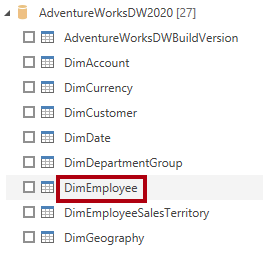 AdventureWorksDW2020 [27]
AdventureWorksDWBuildVersion
DimAccount
DimCurrency
DimCustomer
DimDate
DimDepartmentGroup
DimEmployee
DimEmployeeSalesTerritory
DimGeography